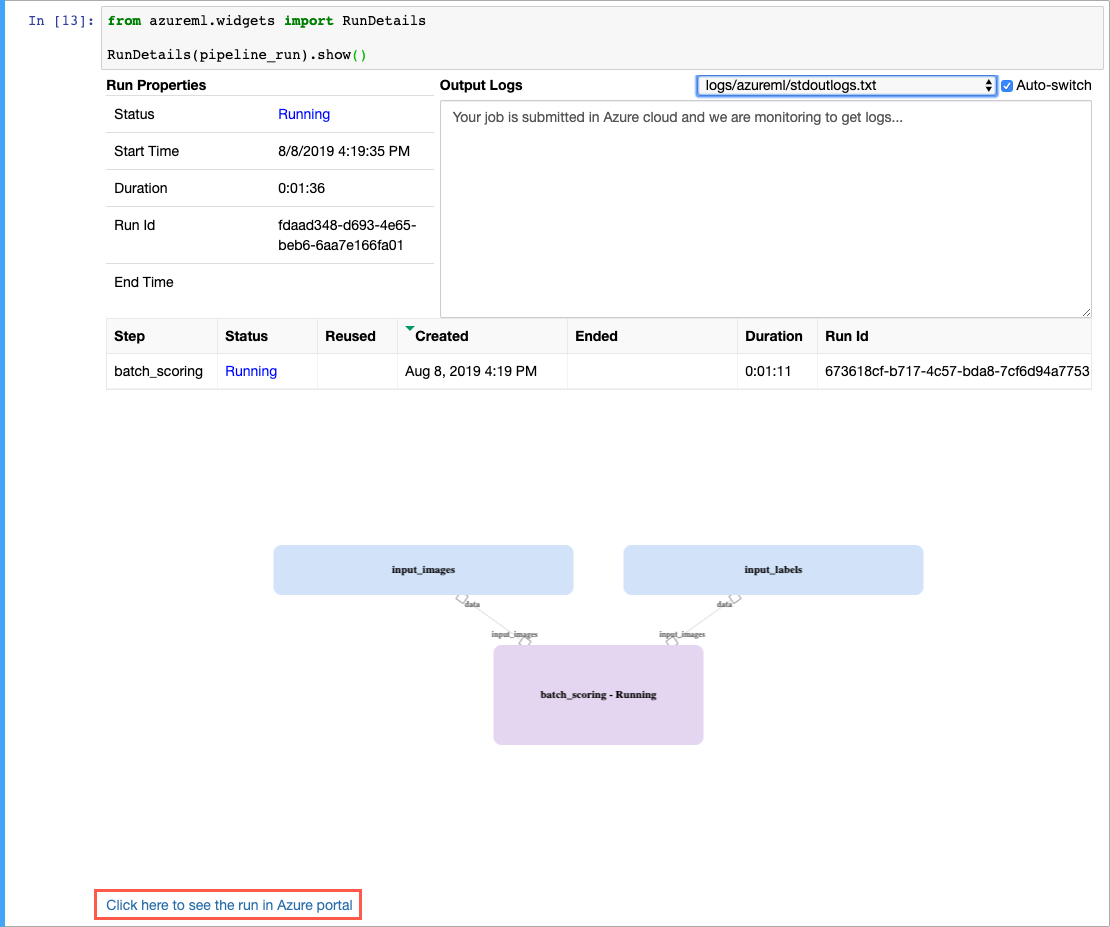 In [13]:
from azureml.widgets import RunDetails
RunDetails(pipeline_run).show()
Run Properties
Status Running
Start Time 8/8/2019 4:19:35 PM
Duration 0:01:36
Run Id fdaad348-d693-4e65-
beb6-6aa7e166fa01
End Time
Output Logs logs/azureml/stdoutlogs.txt Auto-switch
Your job is submitted in Azure cloud and we are monitoring to get logs...
Step Status Reused Created Ended Duration Run Id
batch_scoring Running Aug 8, 2019 4:19 PM 0:01:11 673618cf-b717-4c57-bda8-7cf6d94a7753
input_images input_labels
data data
input_images input_images
batch_scoring - Running
Click here to see the run in Azure portal